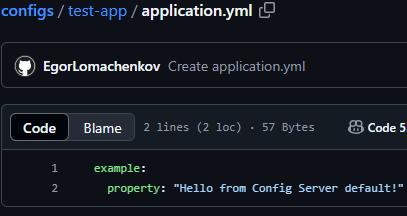 configs / test-app / application.yml
EgorLomachenkov Create application.yml
Code Blame 2 lines (2 loc) · 57 Bytes Code 5
1 example:
2 property: "Hello from Config Server default!"